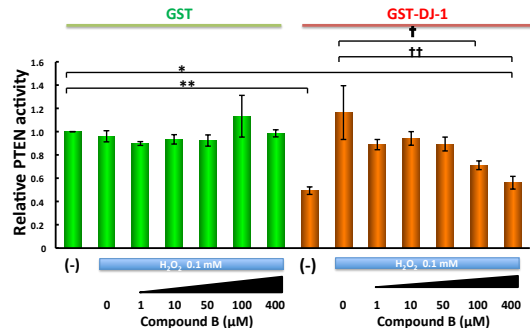 GST
GST-DJ-1
†
††
*
**
Relative PTEN activity
1.6
1.4
1.2
1.0
0.8
0.6
0.4
0.2
0
(-)
H₂O₂ 0.1 mM
(-)
H₂O₂ 0.1 mM
0 1 10 50 100 400
0 1 10 50 100 400
Compound B (μM)
Compound B (μM)